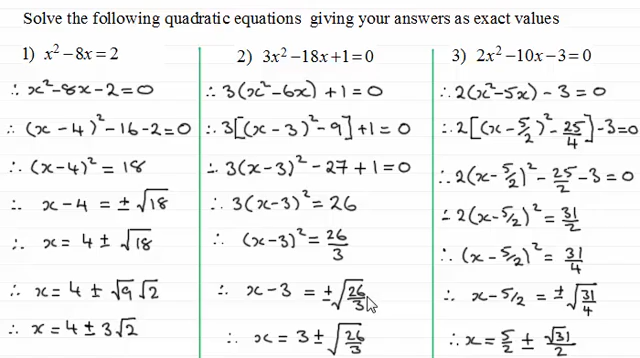 Solve the following quadratic equations giving your answers as exact values
1) x² − 8x = 2
∴ x² − 8x − 2 = 0
∴ (x − 4)² − 16 − 2 = 0
∴ (x − 4)² = 18
∴ x − 4 = ± √18
∴ x = 4 ± √18
∴ x = 4 ± √9 √2
∴ x = 4 ± 3√2
2) 3x² − 18x + 1 = 0
∴ 3(x² − 6x) + 1 = 0
∴ 3[(x − 3)² − 9] + 1 = 0
∴ 3(x − 3)² − 27 + 1 = 0
∴ 3(x − 3)² = 26
∴ (x − 3)² = 26/3
∴ x − 3 = ± √(26/3)
∴ x = 3 ± √(26/3)
3) 2x² − 10x − 3 = 0
∴ 2(x² − 5x) − 3 = 0
∴ 2[(x − 5/2)² − 25/4] − 3 = 0
∴ 2(x − 5/2)² − 25/2 − 3 = 0
∴ 2(x − 5/2)² = 31/2
∴ (x − 5/2)² = 31/4
∴ x − 5/2 = ± √(31/4)
∴ x = 5/2 ± √31/2